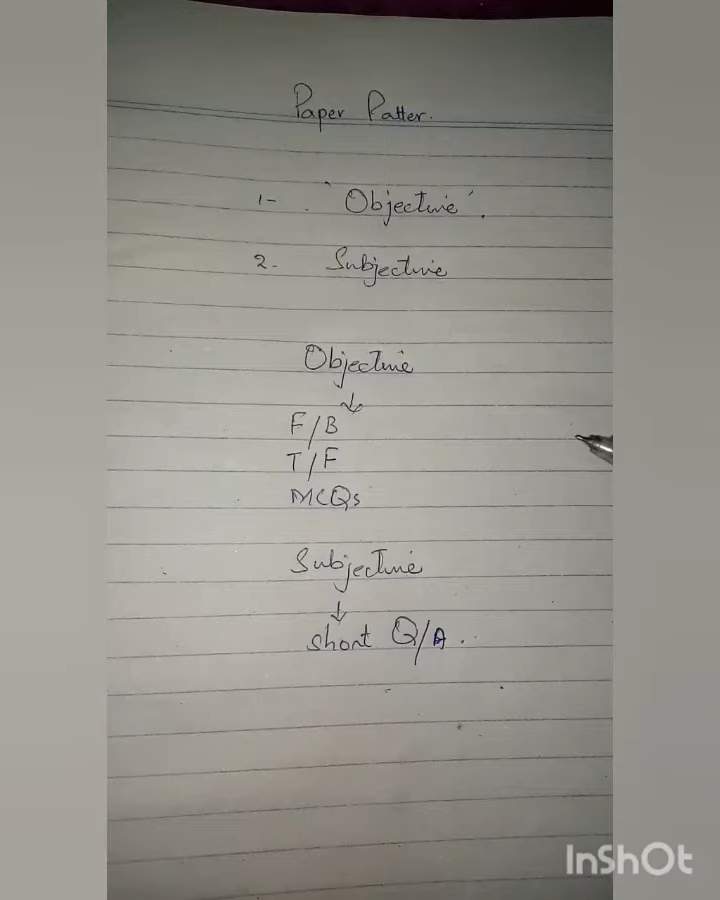 Paper Patter.
1- "Objective".
2- Subjective
Objective
↓
F/B
T/F
MCQs
Subjective
↓
short Q/A.
InShOt